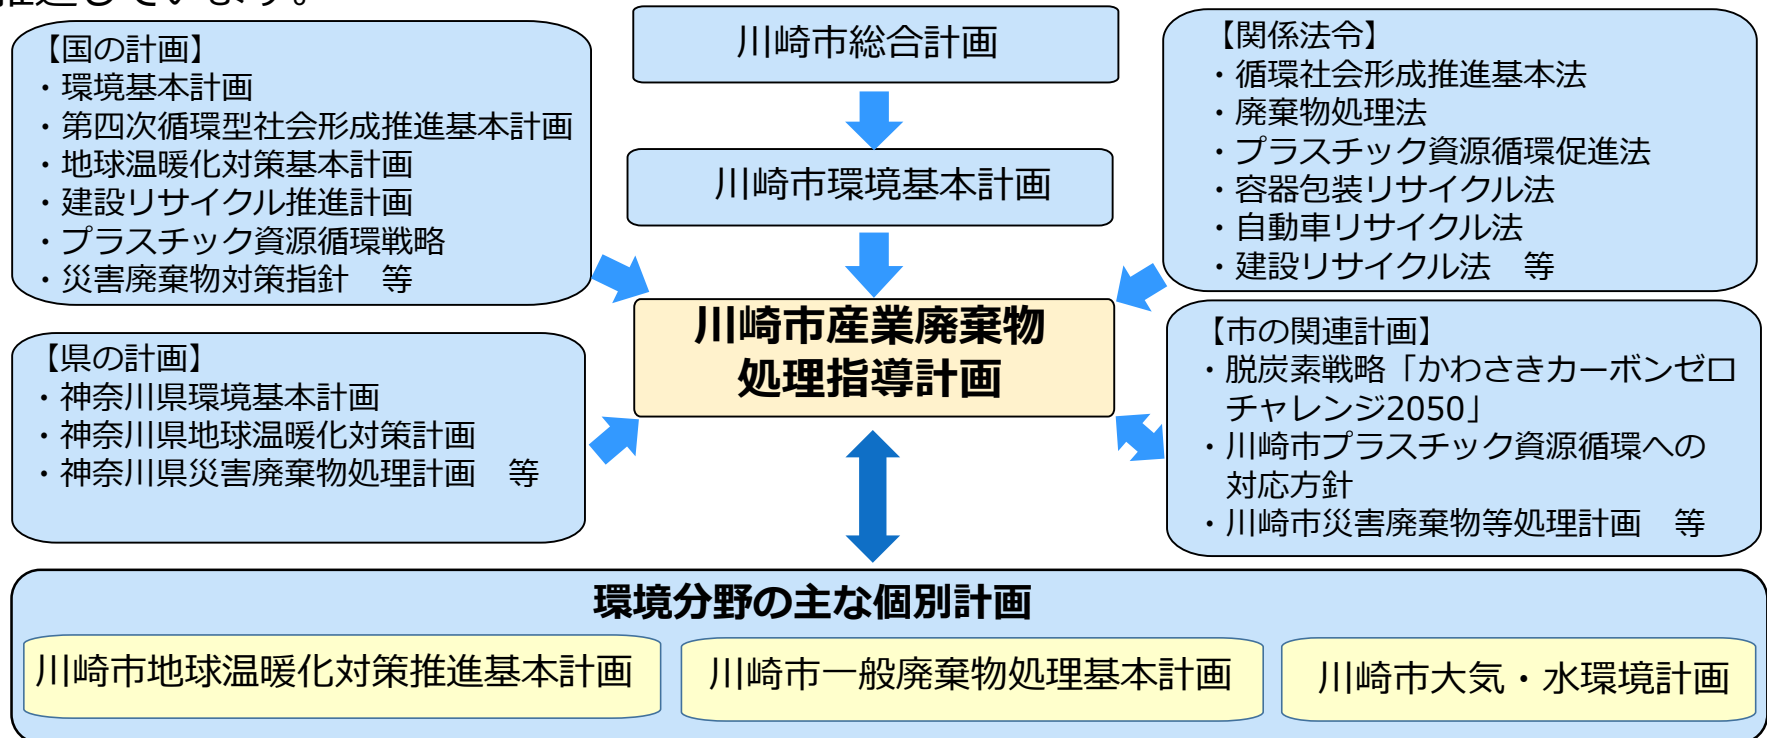 推進しています。
【国の計画】
・環境基本計画
・第四次循環型社会形成推進基本計画
・地球温暖化対策基本計画
・建設リサイクル推進計画
・プラスチック資源循環戦略
・災害廃棄物対策指針　等
【県の計画】
・神奈川県環境基本計画
・神奈川県地球温暖化対策計画
・神奈川県災害廃棄物処理計画　等
川崎市総合計画
川崎市環境基本計画
川崎市産業廃棄物
処理指導計画
【関係法令】
・循環社会形成推進基本法
・廃棄物処理法
・プラスチック資源循環促進法
・容器包装リサイクル法
・自動車リサイクル法
・建設リサイクル法　等
【市の関連計画】
・脱炭素戦略「かわさきカーボンゼロ
チャレンジ2050」
・川崎市プラスチック資源循環への
対応方針
・川崎市災害廃棄物等処理計画　等
環境分野の主な個別計画
川崎市地球温暖化対策推進基本計画
川崎市一般廃棄物処理基本計画
川崎市大気・水環境計画